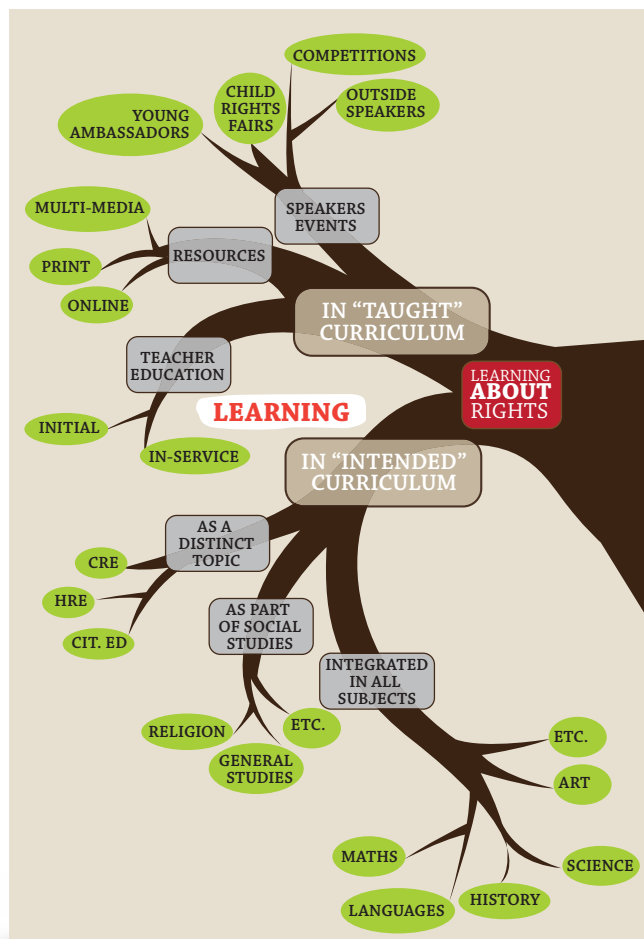 COMPETITIONS
CHILD
RIGHTS
FAIRS
OUTSIDE
SPEAKERS
YOUNG
AMBASSADORS
SPEAKERS
EVENTS
MULTI-MEDIA
PRINT
ONLINE
RESOURCES
IN “TAUGHT”
CURRICULUM
TEACHER
EDUCATION
INITIAL
IN-SERVICE
LEARNING
LEARNING
ABOUT
RIGHTS
IN “INTENDED”
CURRICULUM
AS A
DISTINCT
TOPIC
CRE
HRE
CIT. ED
AS PART
OF SOCIAL
STUDIES
RELIGION
GENERAL
STUDIES
ETC.
INTEGRATED
IN ALL
SUBJECTS
ETC.
ART
SCIENCE
HISTORY
LANGUAGES
MATHS